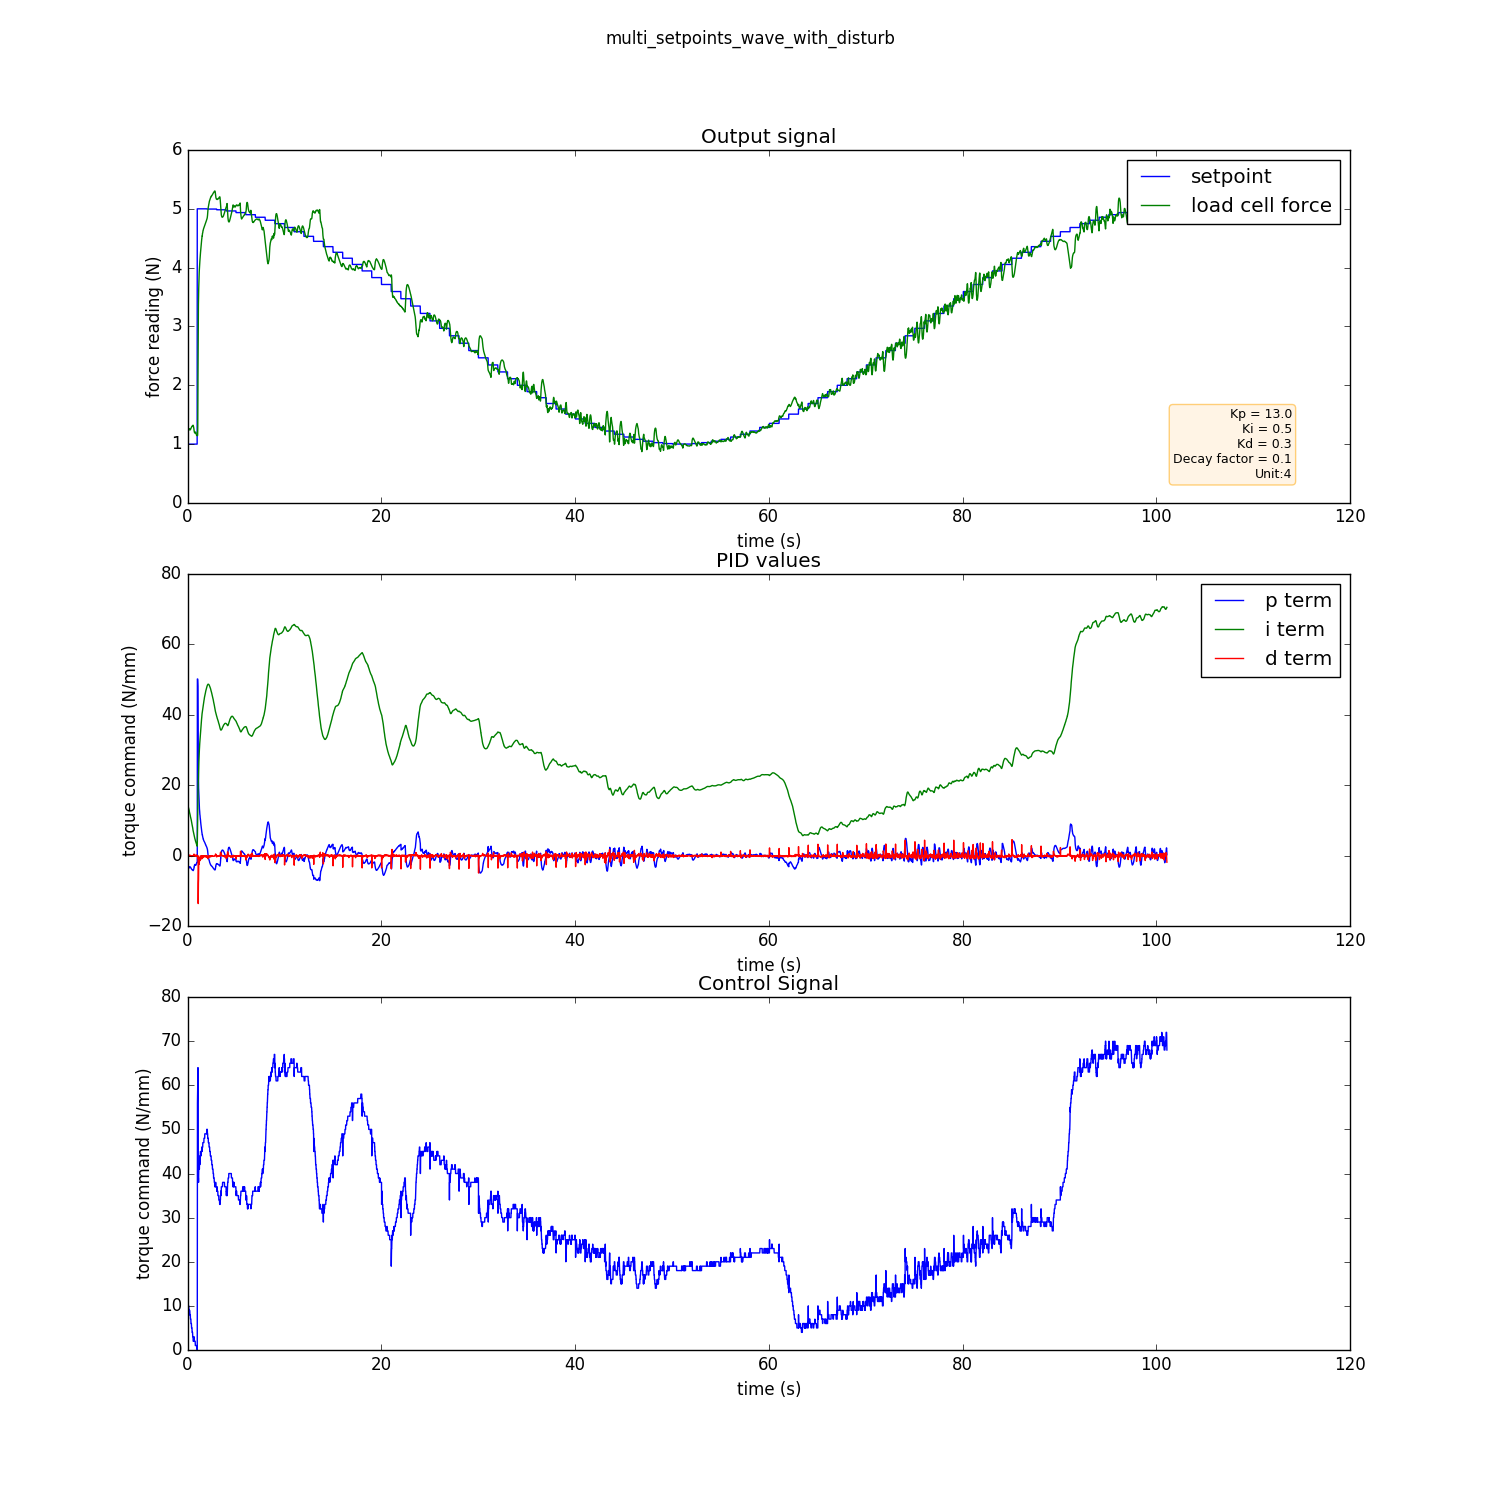 multi_setpoints_wave_with_disturb
Output signal
6
5
4
3
2
1
0
force reading (N)
setpoint
load cell force
Kp = 13.0
Ki = 0.5
Kd = 0.3
Decay factor = 0.1
Unit:4
0 20 40 60 80 100 120
time (s)
PID values
80
60
40
20
0
−20
torque command (N/mm)
p term
i term
d term
0 20 40 60 80 100 120
time (s)
Control Signal
80
70
60
50
40
30
20
10
0
torque command (N/mm)
0 20 40 60 80 100 120
time (s)